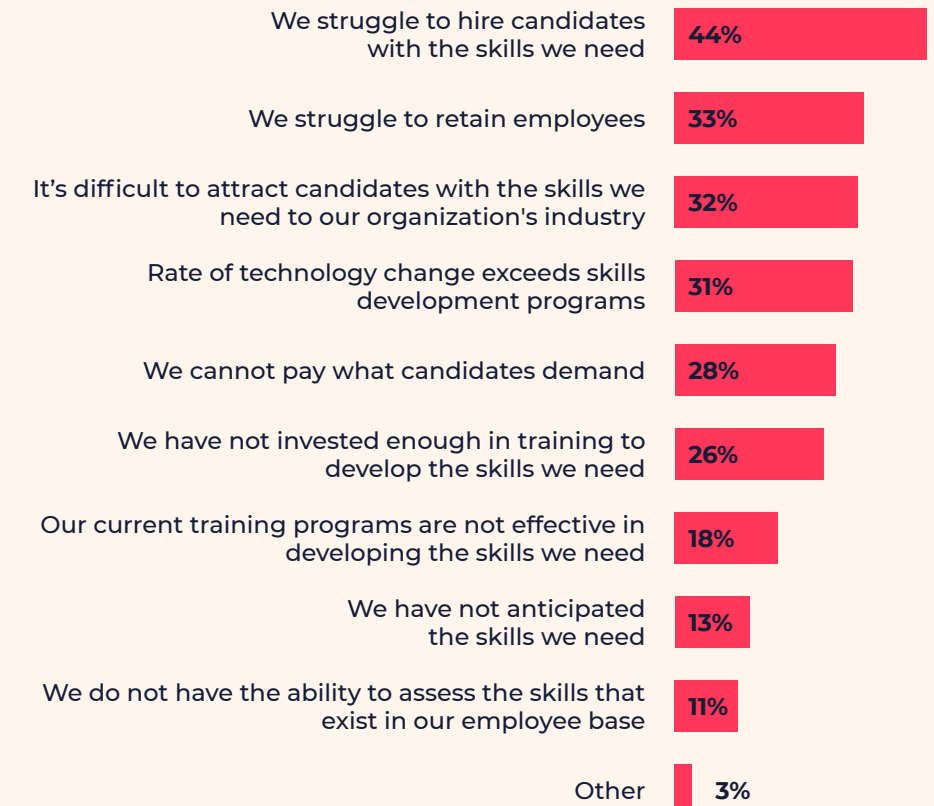 We struggle to hire candidates
with the skills we need
44%
We struggle to retain employees
33%
It’s difficult to attract candidates with the skills we
need to our organization's industry
32%
Rate of technology change exceeds skills
development programs
31%
We cannot pay what candidates demand
28%
We have not invested enough in training to
develop the skills we need
26%
Our current training programs are not effective in
developing the skills we need
18%
We have not anticipated
the skills we need
13%
We do not have the ability to assess the skills that
exist in our employee base
11%
Other
3%